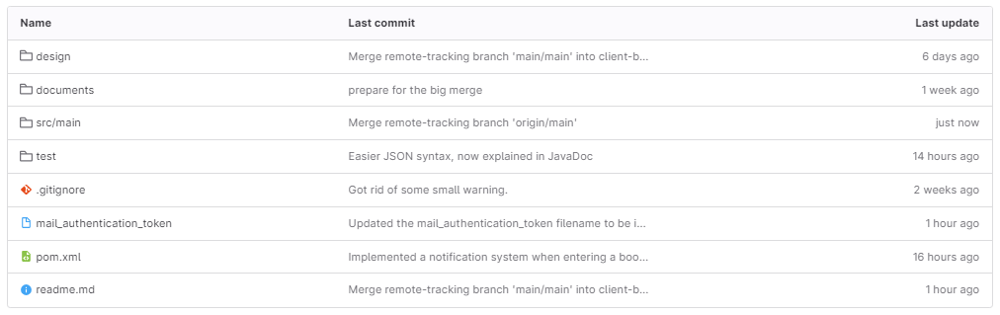 Name Last commit Last update
design Merge remote-tracking branch 'main/main' into client-b... 6 days ago
documents prepare for the big merge 1 week ago
src/main Merge remote-tracking branch 'origin/main' just now
test Easier JSON syntax, now explained in JavaDoc 14 hours ago
.gitignore Got rid of some small warning. 2 weeks ago
mail_authentication_token Updated the mail_authentication_token filename to be i... 1 hour ago
pom.xml Implemented a notification system when entering a boo... 16 hours ago
readme.md Merge remote-tracking branch 'main/main' into client-b... 1 hour ago